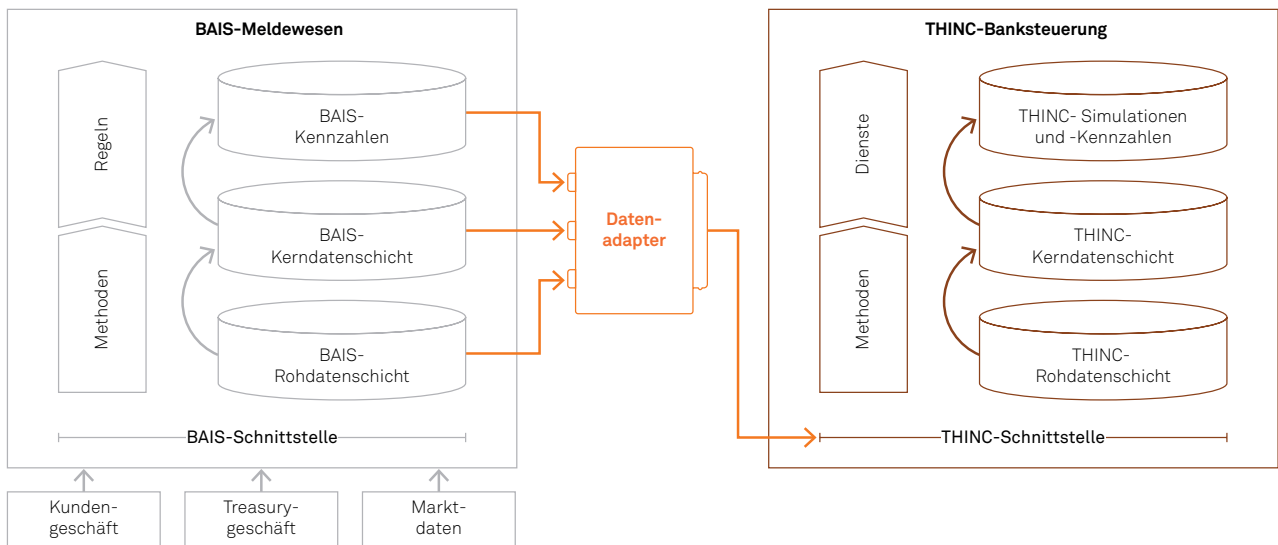 BAIS-Meldewesen
Regeln
Methoden
BAIS-
Kennzahlen
BAIS-
Kerndatenschicht
BAIS-
Rohdatenschicht
BAIS-Schnittstelle
Kunden-
geschäft
Treasury-
geschäft
Markt-
daten
Daten-
adapter
THINC-Banksteuerung
Dienste
Methoden
THINC- Simulationen
und -Kennzahlen
THINC-
Kerndatenschicht
THINC-
Rohdatenschicht
THINC-Schnittstelle